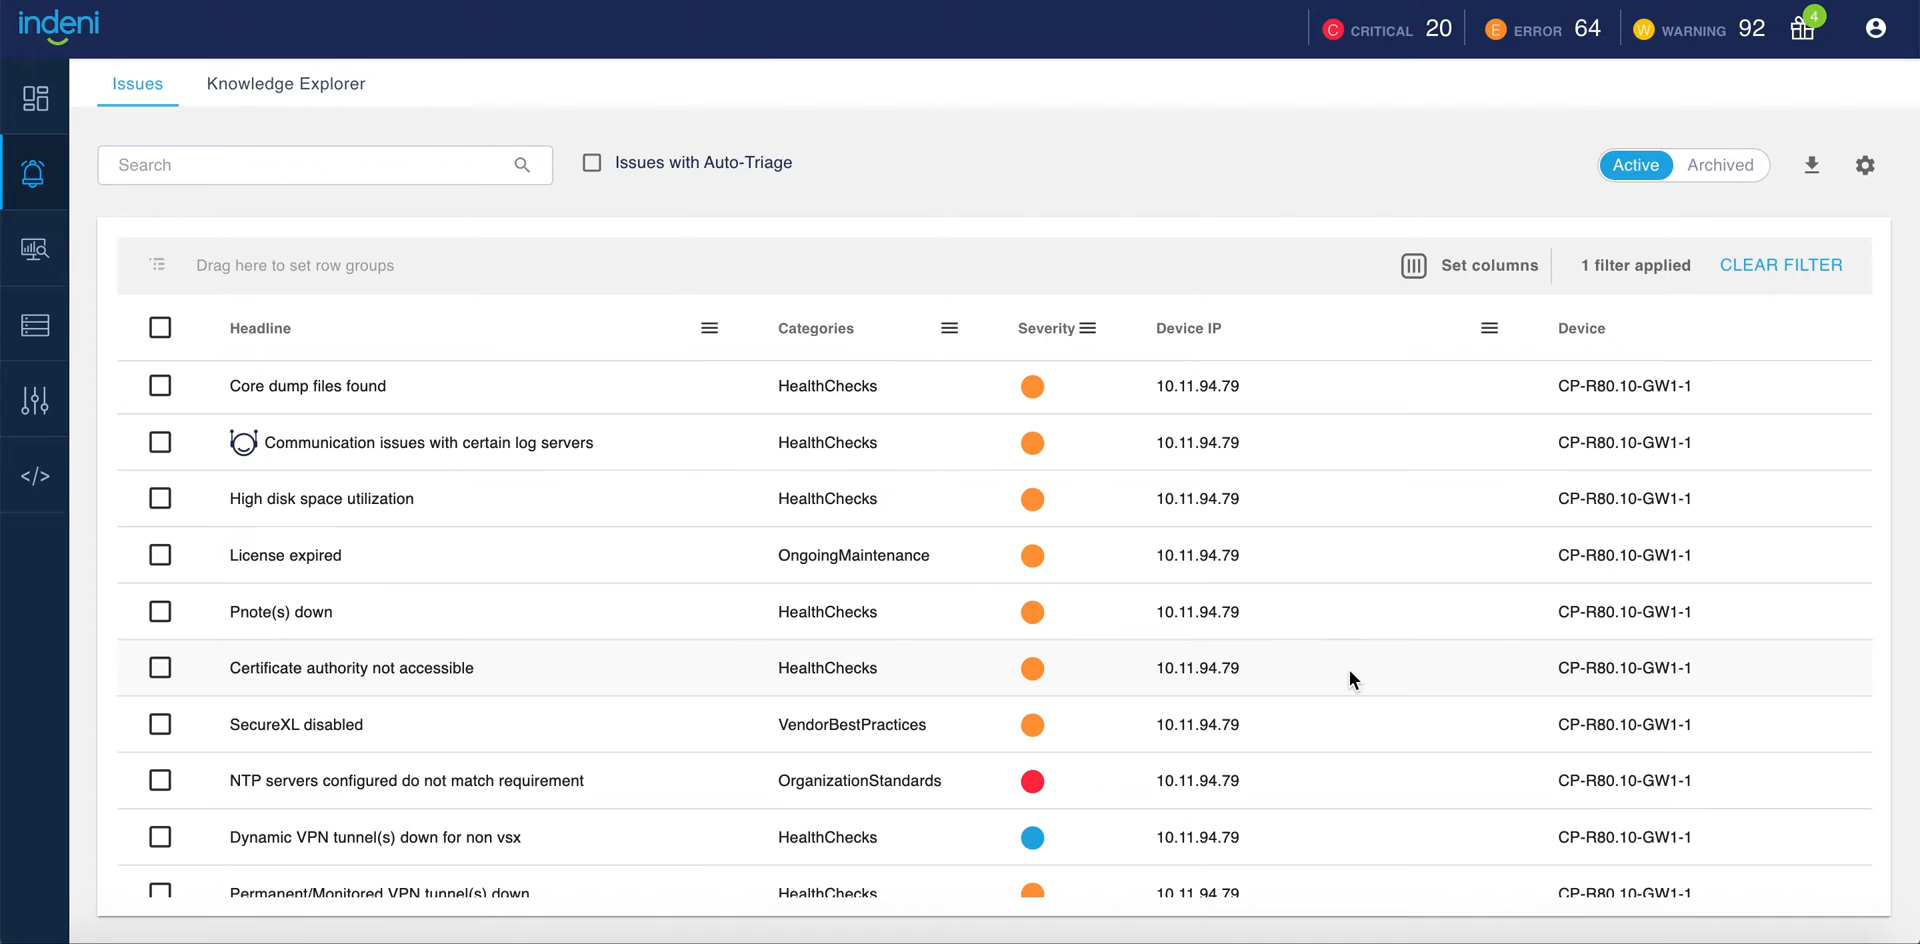 indeni
C CRITICAL 20 E ERROR 64 W WARNING 92 4
Issues Knowledge Explorer
Search Issues with Auto-Triage Active Archived
Drag here to set row groups Set columns 1 filter applied CLEAR FILTER
Headline Categories Severity Device IP Device
Core dump files found HealthChecks 10.11.94.79 CP-R80.10-GW1-1
Communication issues with certain log servers HealthChecks 10.11.94.79 CP-R80.10-GW1-1
High disk space utilization HealthChecks 10.11.94.79 CP-R80.10-GW1-1
License expired OngoingMaintenance 10.11.94.79 CP-R80.10-GW1-1
Pnote(s) down HealthChecks 10.11.94.79 CP-R80.10-GW1-1
Certificate authority not accessible HealthChecks 10.11.94.79 CP-R80.10-GW1-1
SecureXL disabled VendorBestPractices 10.11.94.79 CP-R80.10-GW1-1
NTP servers configured do not match requirement OrganizationStandards 10.11.94.79 CP-R80.10-GW1-1
Dynamic VPN tunnel(s) down for non vsx HealthChecks 10.11.94.79 CP-R80.10-GW1-1
Permanent/Monitored VPN tunnel(s) down HealthChecks 10.11.94.79 CP-R80.10-GW1-1